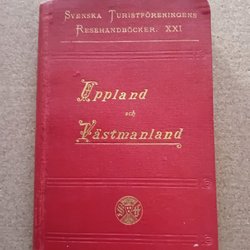 Svenska Turistföreningens
Resehandböcker. XXI
Uppland
och
Västmanland